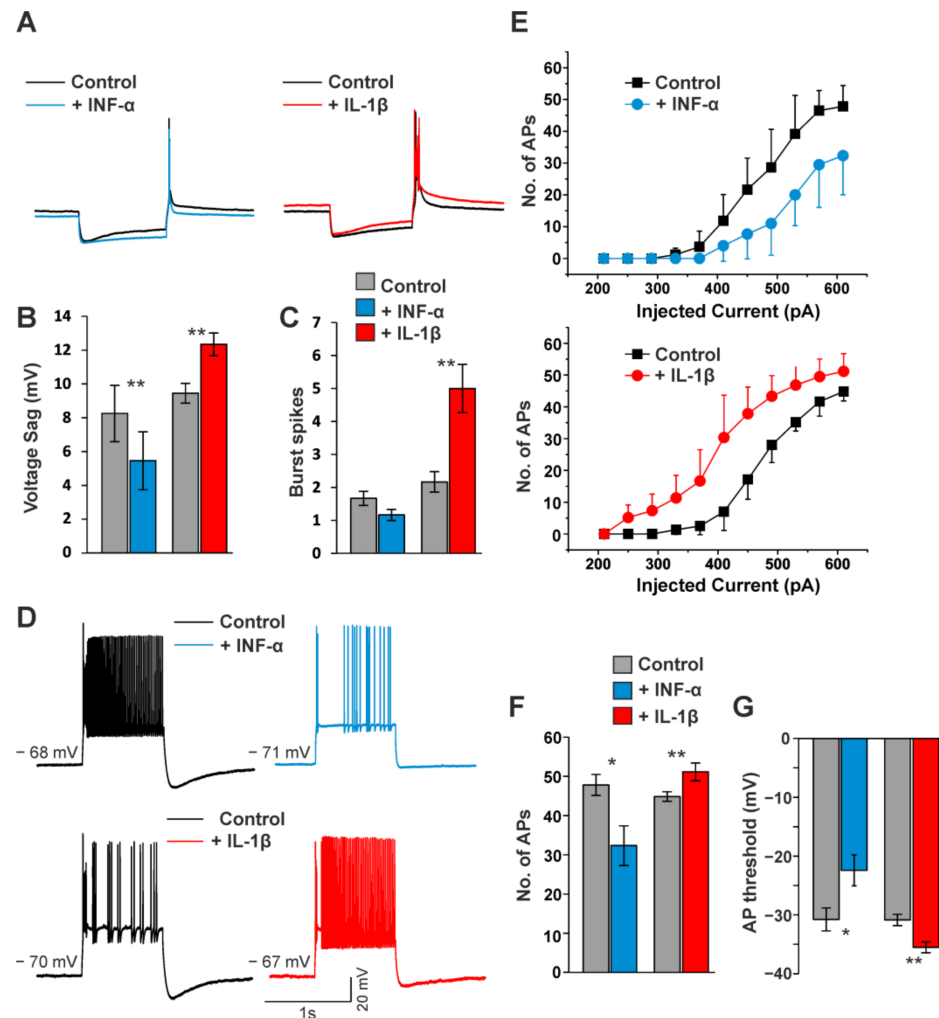 A
Control
+ INF-α
Control
+ IL-1β
B
Voltage Sag (mV)
14
12
10
8
6
4
2
0
**
**
C
Control
+ INF-α
+ IL-1β
Burst spikes
7
6
5
4
3
2
1
0
**
D
Control
+ INF-α
− 68 mV
− 71 mV
Control
+ IL-1β
− 70 mV
− 67 mV
20 mV
1s
E
No. of APs
60
50
40
30
20
10
0
Control
+ INF-α
200 300 400 500 600
Injected Current (pA)
No. of APs
60
50
40
30
20
10
0
Control
+ IL-1β
200 300 400 500 600
Injected Current (pA)
Control
+ INF-α
+ IL-1β
F
No. of APs
60
50
40
30
20
10
0
*
**
G
AP threshold (mV)
0
−10
−20
−30
−40
*
**